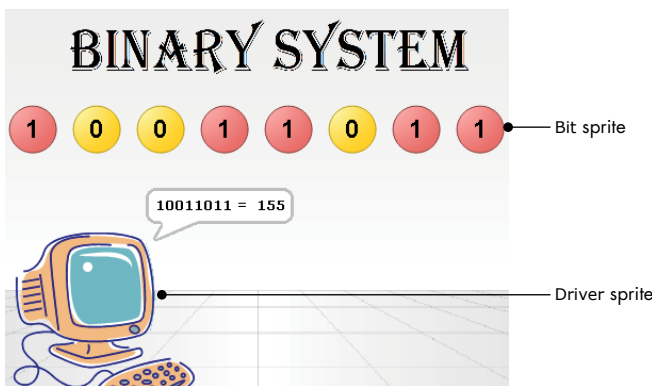 BINARY SYSTEM
1 0 0 1 1 0 1 1
Bit sprite
10011011 = 155
Driver sprite